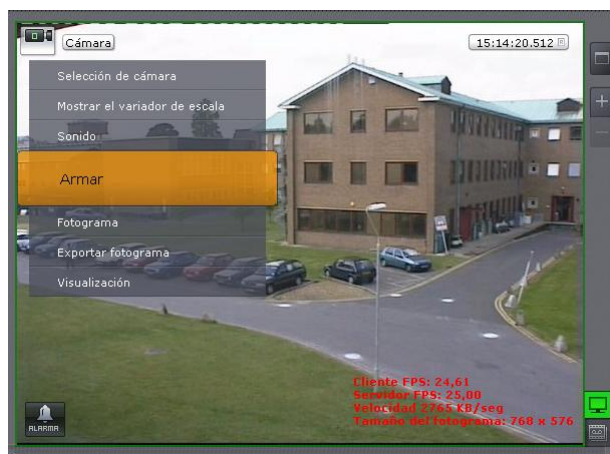 Cámara
15:14:20.512
Selección de cámara
Mostrar el variador de escala
Sonido
Armar
Fotograma
Exportar fotograma
Visualización
Cliente FPS: 24,61
Servidor FPS: 25,00
Velocidad 2765 KB/seg
Tamaño del fotograma: 768 x 576
ALARMA